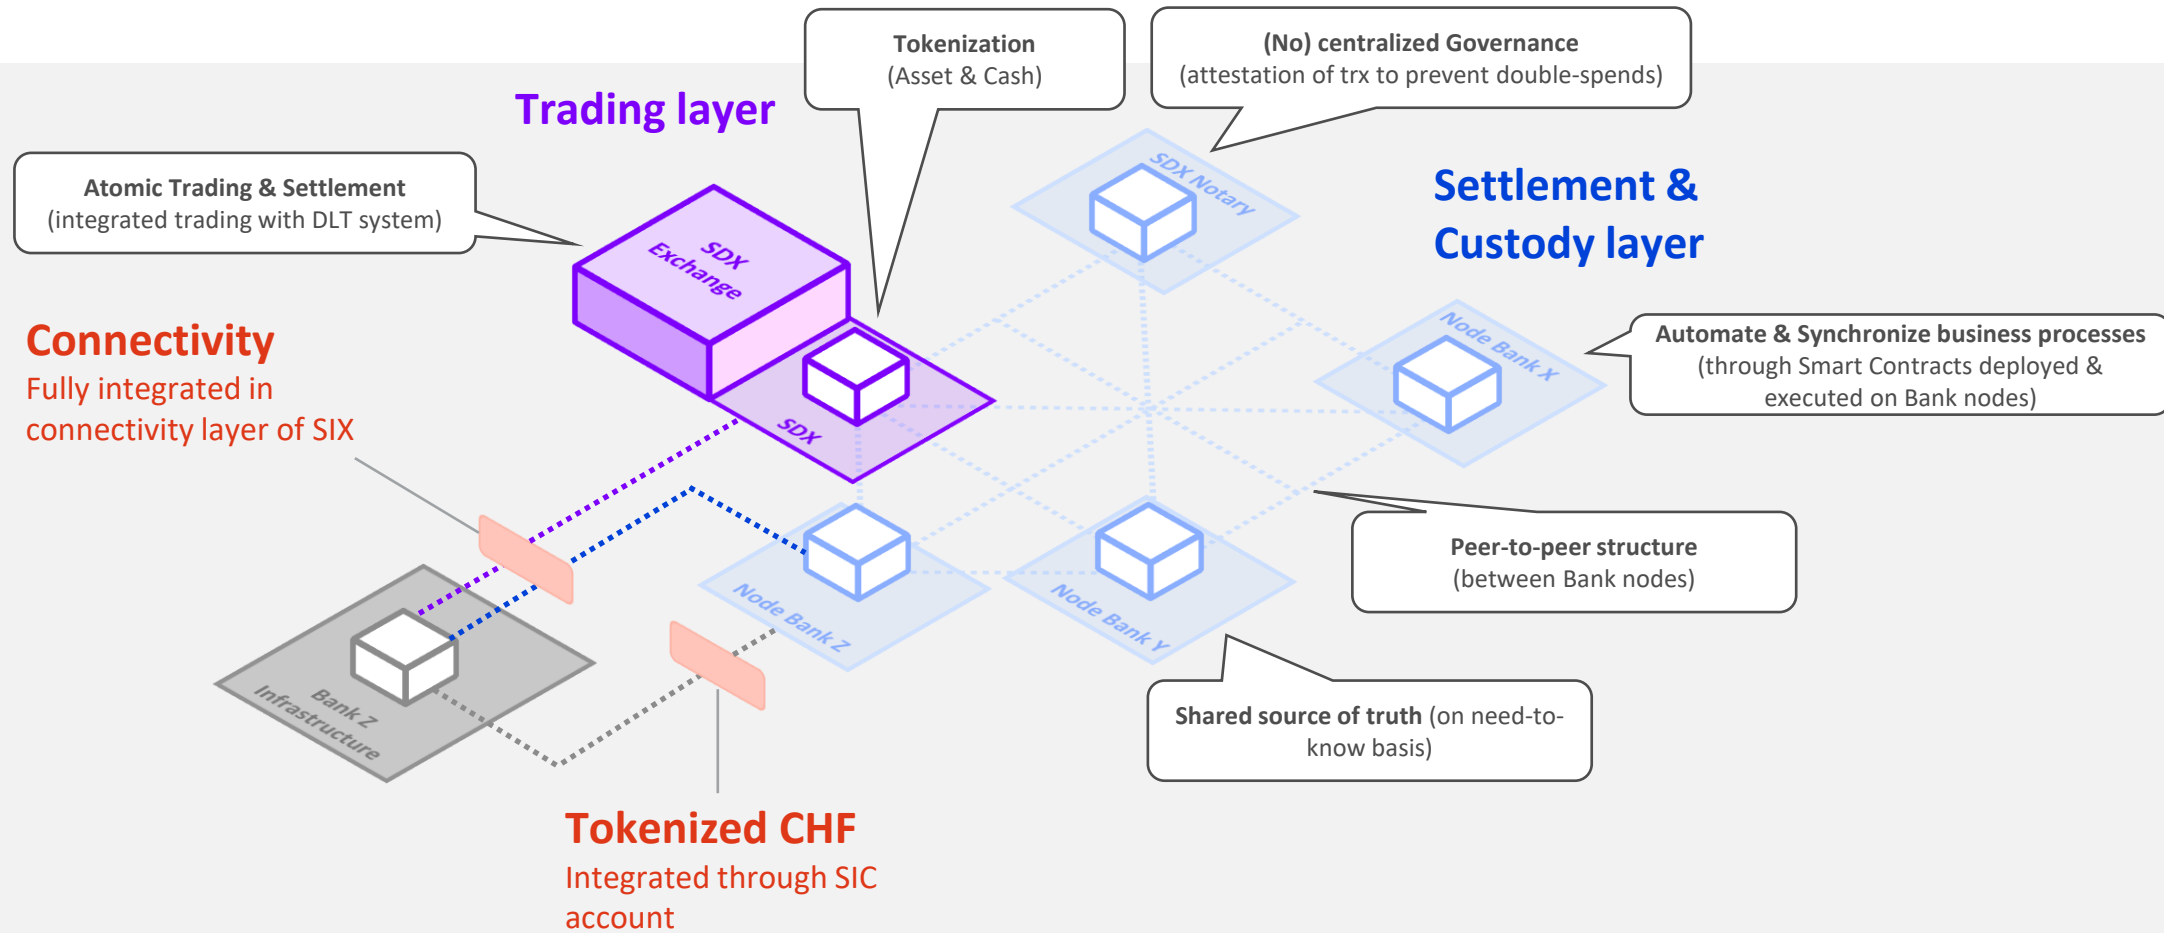 Tokenization
(Asset & Cash)
(No) centralized Governance
(attestation of trx to prevent double-spends)
Trading layer
Atomic Trading & Settlement
(integrated trading with DLT system)
SDX Notary
Settlement &
Custody layer
SDX
Exchange
Connectivity
Fully integrated in
connectivity layer of SIX
Node Bank X
Automate & Synchronize business processes
(through Smart Contracts deployed &
executed on Bank nodes)
SDX
Peer-to-peer structure
(between Bank nodes)
Node Bank Z
Node Bank Y
Bank Z
Infrastructure
Shared source of truth (on need-to-
know basis)
Tokenized CHF
Integrated through SIC
account